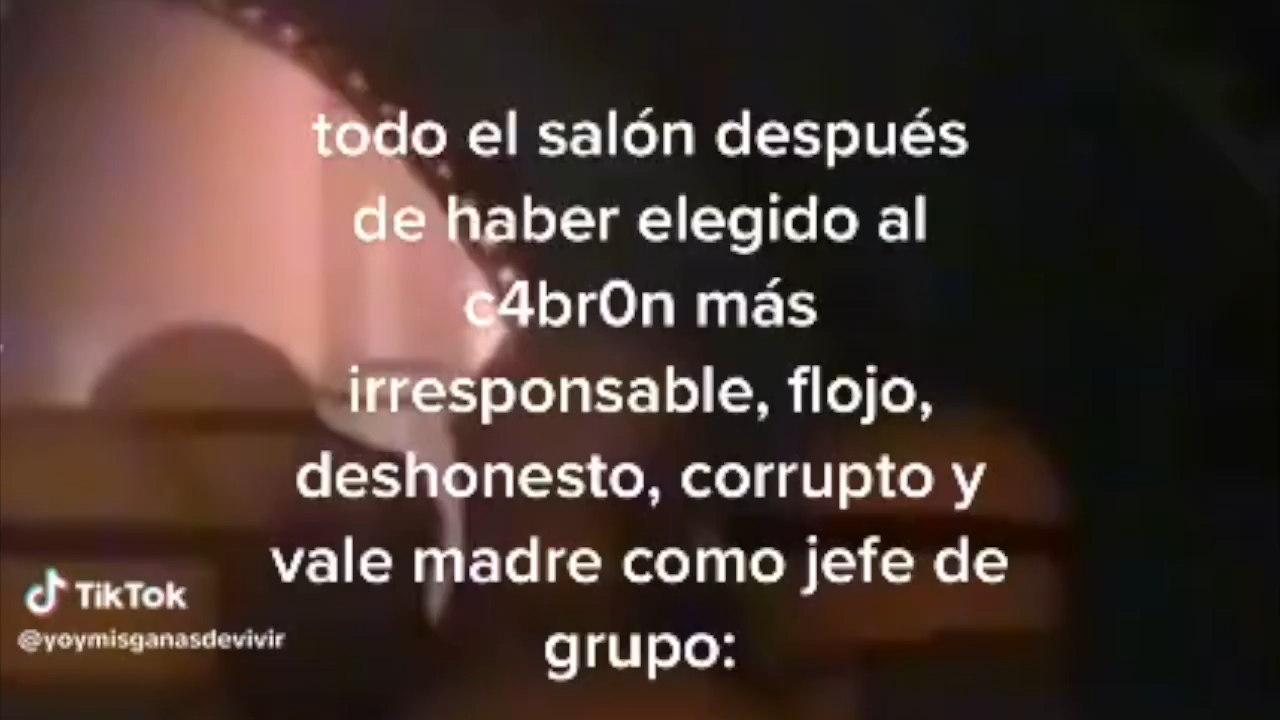 todo el salón después
de haber elegido al
c4br0n más
irresponsable, flojo,
deshonesto, corrupto y
vale madre como jefe de
grupo:
TikTok
@yoymisganasdevivir